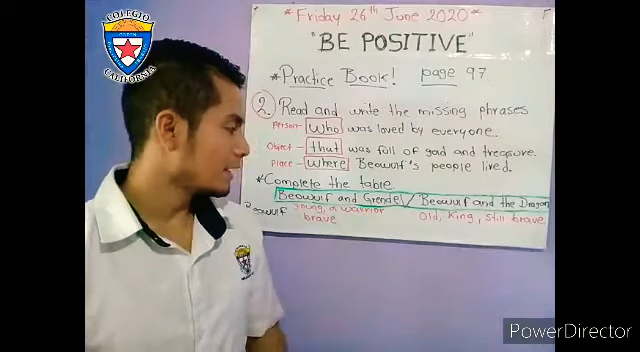 COLEGIO
CALIFORNIA
*Friday 26th June 2020*
"BE POSITIVE"
*Practice Book! page 97
2 Read and write the missing phrases
person- who was loved by everyone.
Object- that was full of gold and treasure.
place- where Beowulf's people lived.
*Complete the table.
Beowulf and Grendel / Beowulf and the Dragon
Beowulf young, a warrior brave Old, King, still brave
PowerDirector